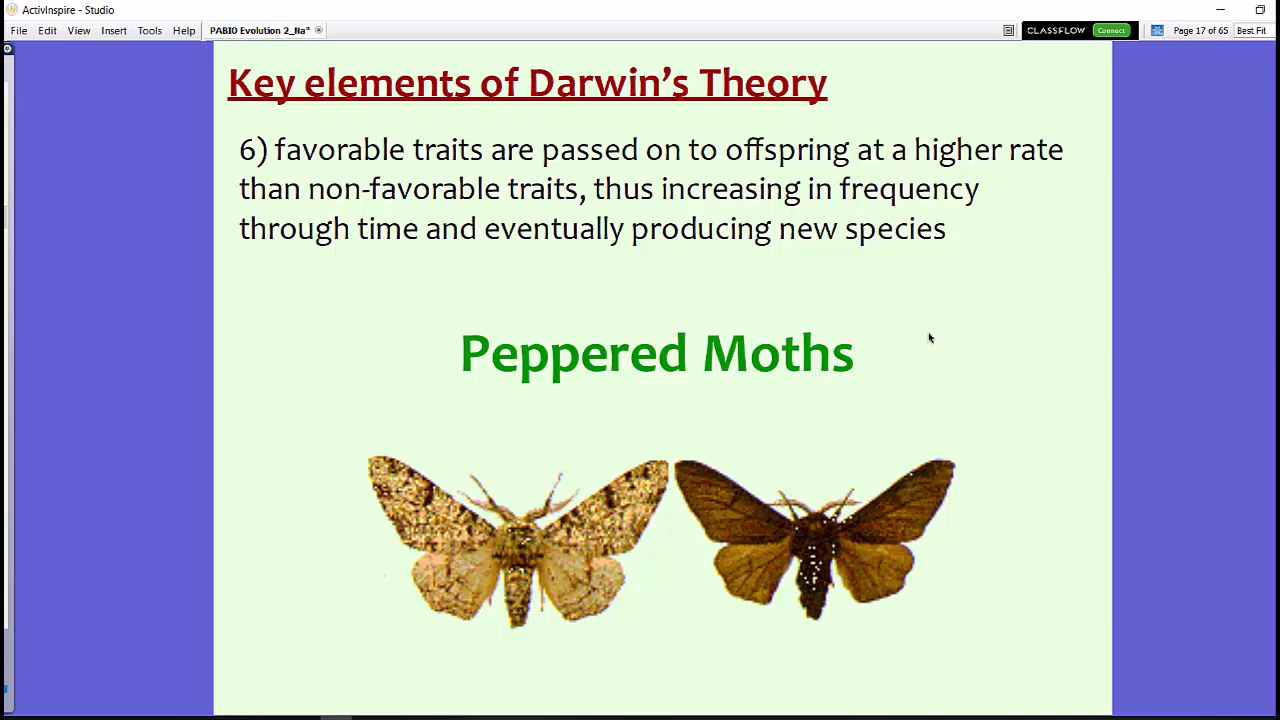 ActivInspire - Studio
File Edit View Insert Tools Help PABIO Evolution 2_Na* CLASSFLOW Connect Page 17 of 65 Best Fit
Key elements of Darwin's Theory
6) favorable traits are passed on to offspring at a higher rate
than non-favorable traits, thus increasing in frequency
through time and eventually producing new species
Peppered Moths